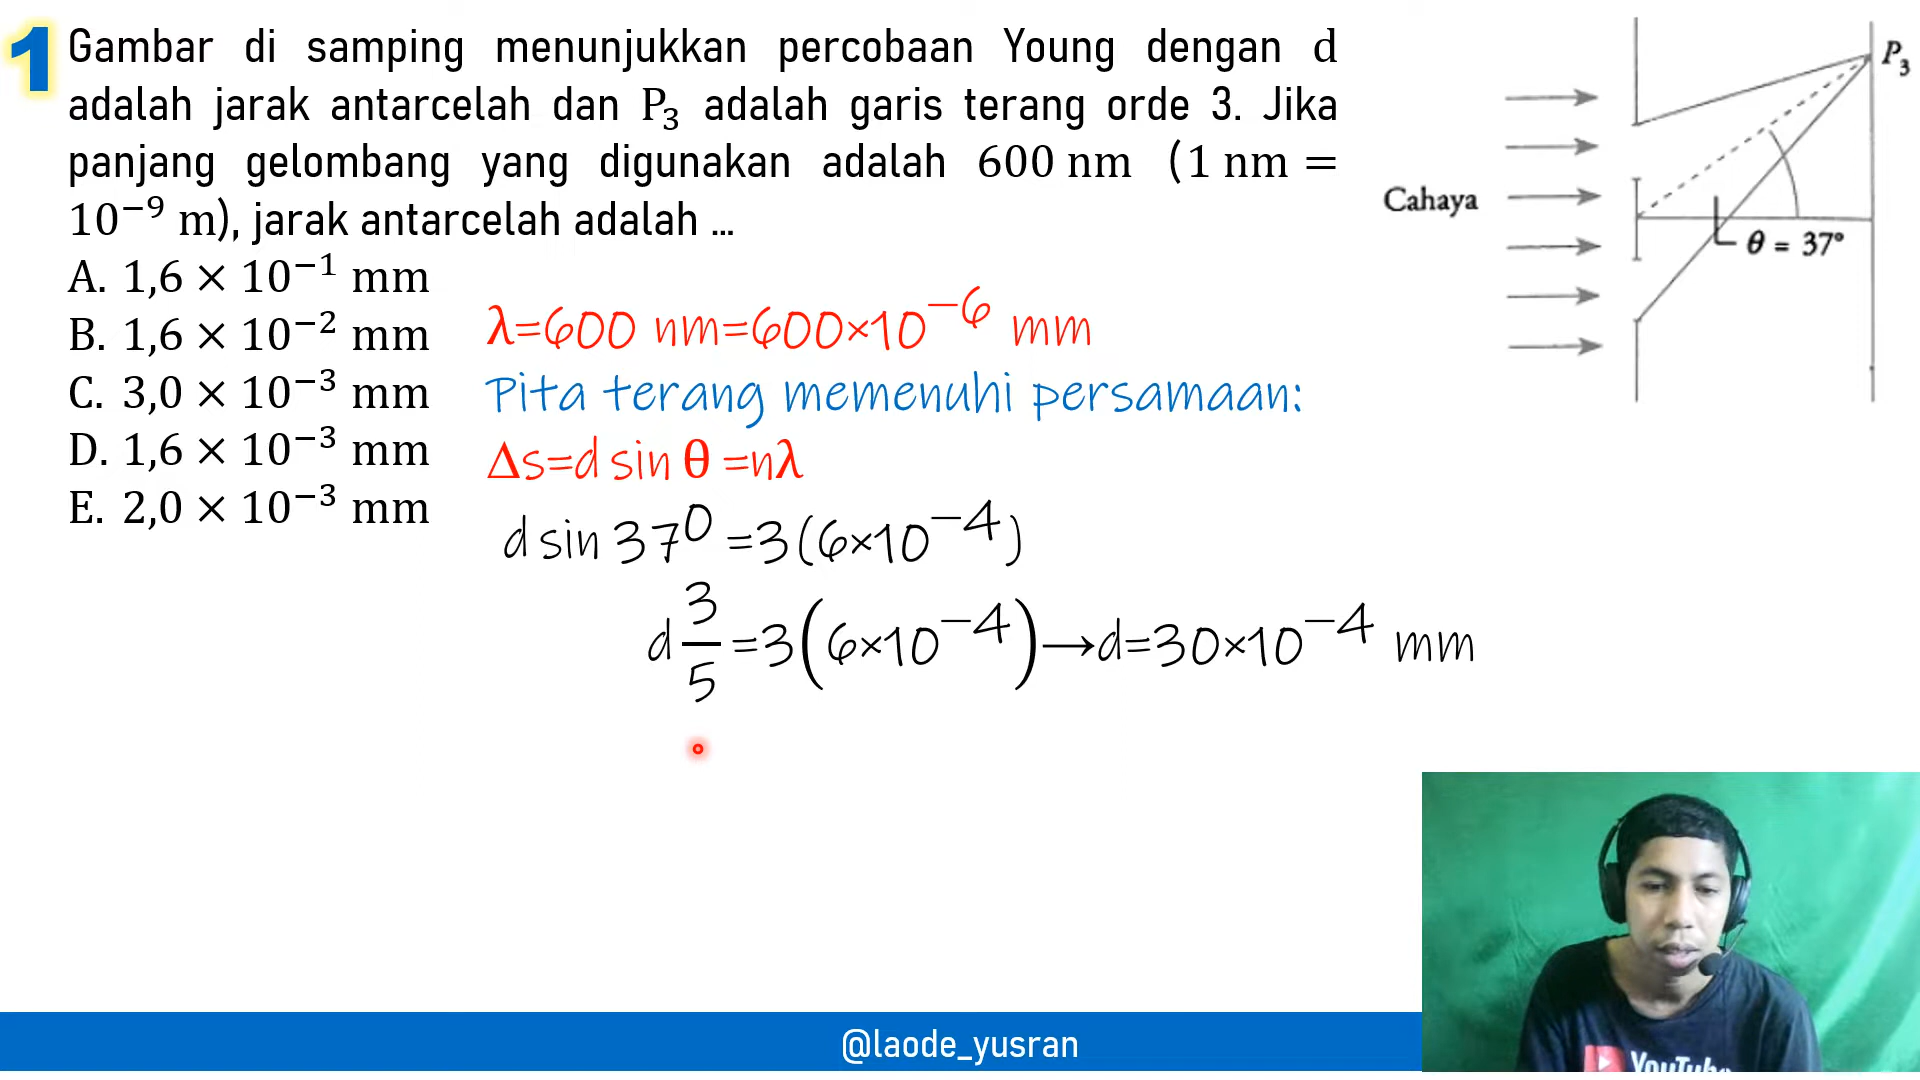 1
Gambar di samping menunjukkan percobaan Young dengan d
adalah jarak antarcelah dan P₃ adalah garis terang orde 3. Jika
panjang gelombang yang digunakan adalah 600 nm (1 nm =
10⁻⁹ m), jarak antarcelah adalah ...
A. 1,6 × 10⁻¹ mm
B. 1,6 × 10⁻² mm
C. 3,0 × 10⁻³ mm
D. 1,6 × 10⁻³ mm
E. 2,0 × 10⁻³ mm
λ=600 nm=600×10⁻⁶ mm
Pita terang memenuhi persamaan:
Δs=d sin θ =nλ
d sin 37⁰ =3(6×10⁻⁴)
d 3/5 =3(6×10⁻⁴)→d=30×10⁻⁴ mm
P₃
Cahaya
θ = 37°
@laode_yusran
YouTube